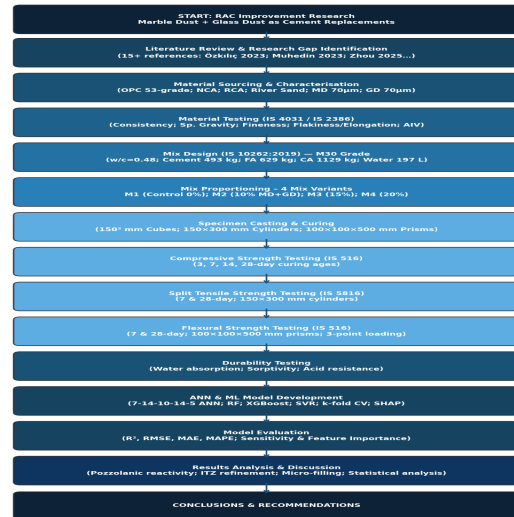 START: RAC Improvement Research
Marble Dust + Glass Dust as Cement Replacements
Literature Review & Research Gap Identification
(15+ references: Özkılıç 2023; Muhedin 2023; Zhou 2025...)
Material Sourcing & Characterisation
(OPC 53-grade; NCA; RCA; River Sand; MD 70μm; GD 70μm)
Material Testing (IS 4031 / IS 2386)
(Consistency; Sp. Gravity; Fineness; Flakiness/Elongation; AIV)
Mix Design (IS 10262:2019) — M30 Grade
(w/c=0.48; Cement 493 kg; FA 629 kg; CA 1129 kg; Water 197 L)
Mix Proportioning – 4 Mix Variants
M1 (Control 0%); M2 (10% MD+GD); M3 (15%); M4 (20%)
Specimen Casting & Curing
(150³ mm Cubes; 150×300 mm Cylinders; 100×100×500 mm Prisms)
Compressive Strength Testing (IS 516)
(3, 7, 14, 28-day curing ages)
Split Tensile Strength Testing (IS 5816)
(7 & 28-day; 150×300 mm cylinders)
Flexural Strength Testing (IS 516)
(7 & 28-day; 100×100×500 mm prisms; 3-point loading)
Durability Testing
(Water absorption; Sorptivity; Acid resistance)
ANN & ML Model Development
(7-14-10-14-5 ANN; RF; XGBoost; SVR; k-fold CV; SHAP)
Model Evaluation
(R², RMSE, MAE, MAPE; Sensitivity & Feature Importance)
Results Analysis & Discussion
(Pozzolanic reactivity; ITZ refinement; Micro-filling; Statistical analysis)
CONCLUSIONS & RECOMMENDATIONS